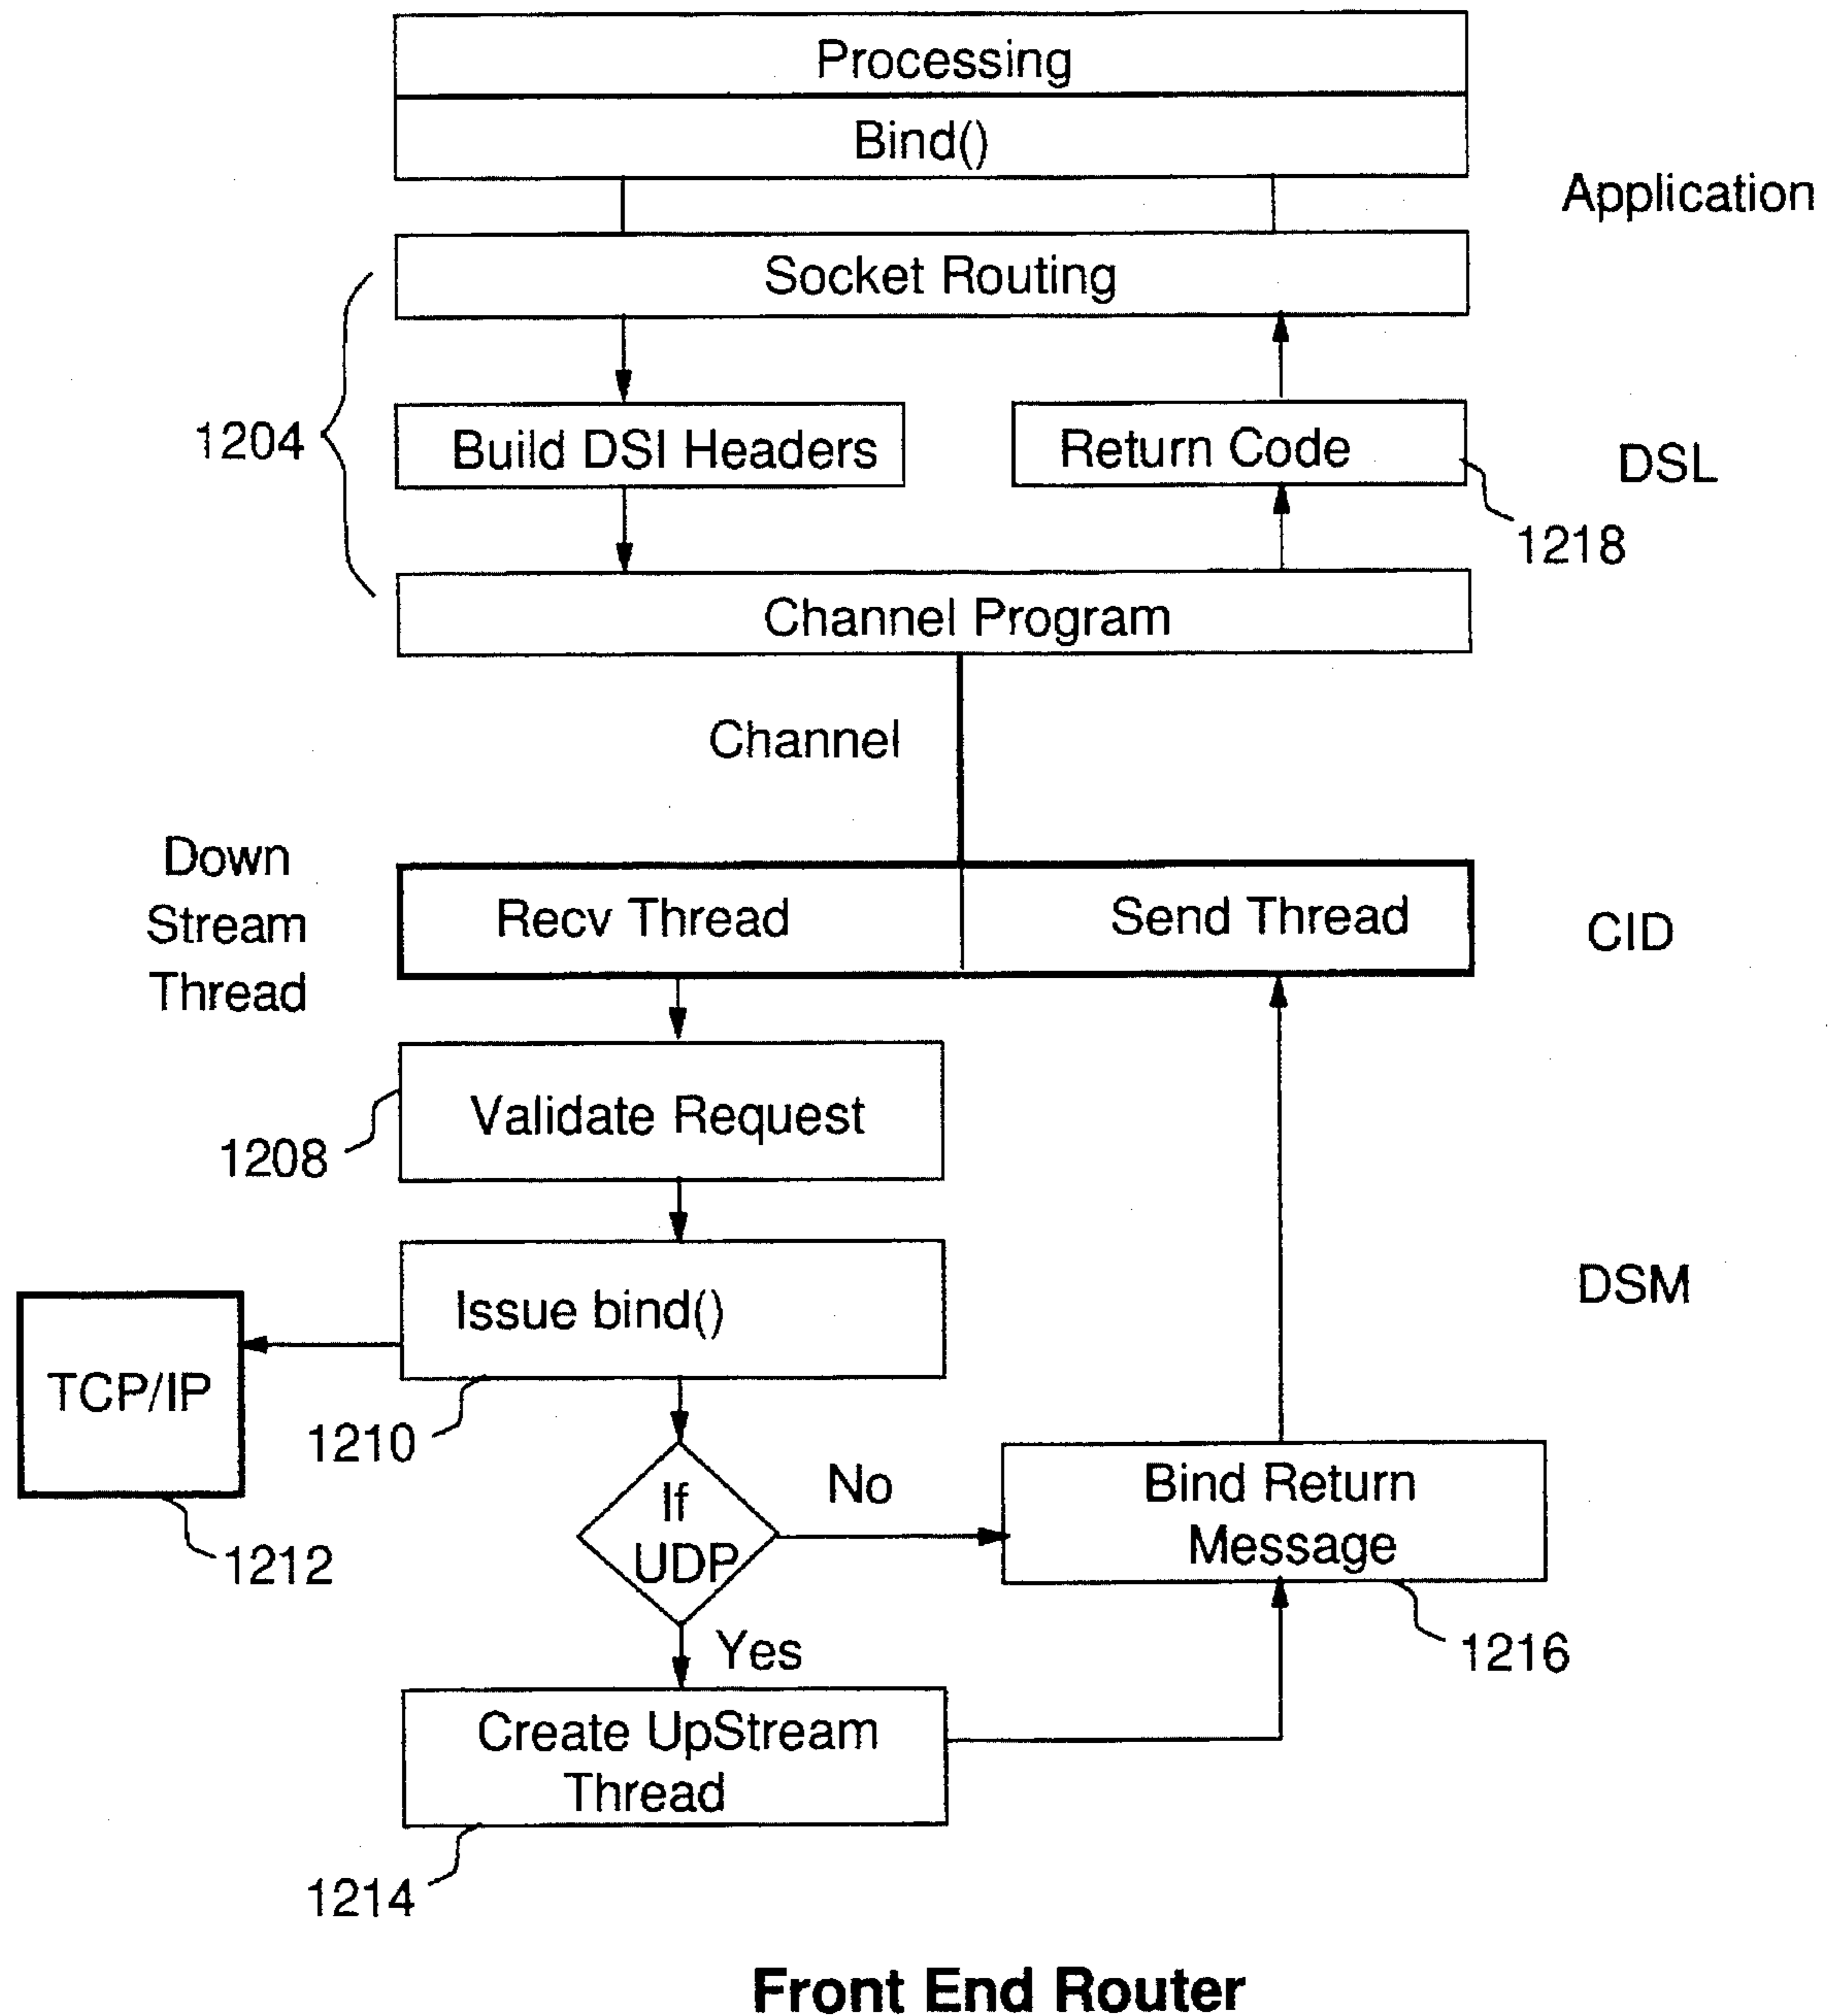 Processing
Bind()
Application
Socket Routing
1204
Build DSI Headers
Return Code
DSL
1218
Channel Program
Channel
Down
Stream
Thread
Recv Thread
Send Thread
CID
Validate Request
1208
Issue bind()
DSM
TCP/IP
1210
1212
If
UDP
No
Bind Return
Message
1216
Yes
Create UpStream
Thread
1214
Front End Router